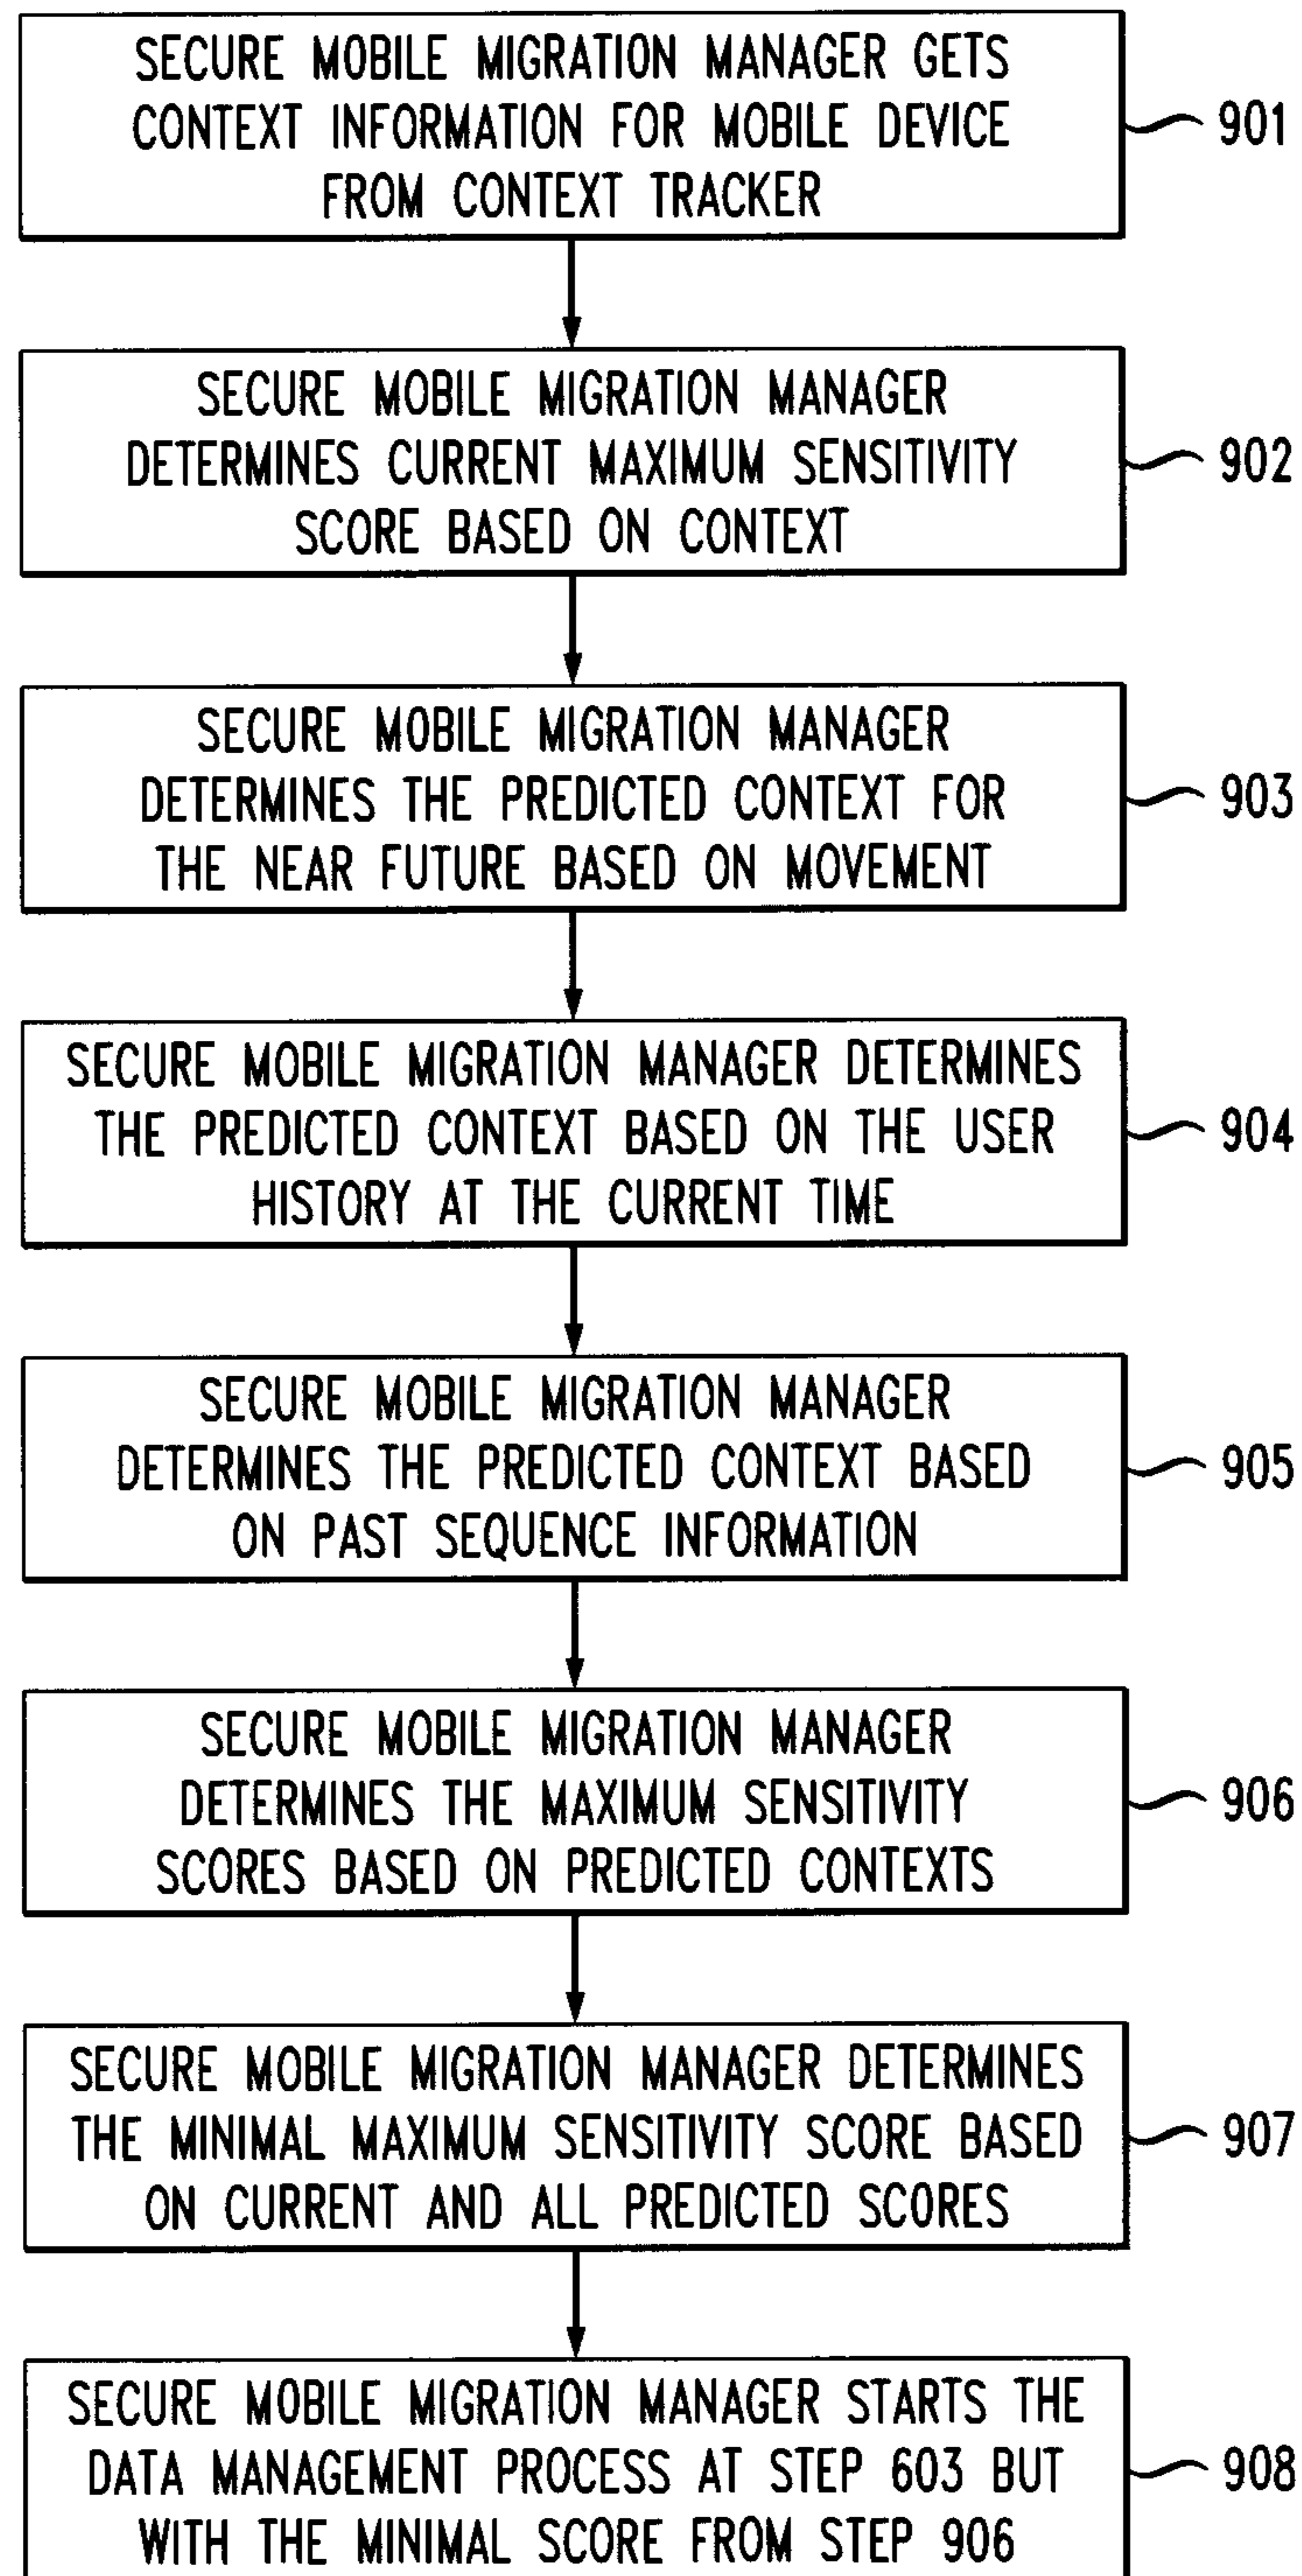 SECURE MOBILE MIGRATION MANAGER GETS
CONTEXT INFORMATION FOR MOBILE DEVICE
FROM CONTEXT TRACKER
901
SECURE MOBILE MIGRATION MANAGER
DETERMINES CURRENT MAXIMUM SENSITIVITY
SCORE BASED ON CONTEXT
902
SECURE MOBILE MIGRATION MANAGER
DETERMINES THE PREDICTED CONTEXT FOR
THE NEAR FUTURE BASED ON MOVEMENT
903
SECURE MOBILE MIGRATION MANAGER DETERMINES
THE PREDICTED CONTEXT BASED ON THE USER
HISTORY AT THE CURRENT TIME
904
SECURE MOBILE MIGRATION MANAGER
DETERMINES THE PREDICTED CONTEXT BASED
ON PAST SEQUENCE INFORMATION
905
SECURE MOBILE MIGRATION MANAGER
DETERMINES THE MAXIMUM SENSITIVITY
SCORES BASED ON PREDICTED CONTEXTS
906
SECURE MOBILE MIGRATION MANAGER DETERMINES
THE MINIMAL MAXIMUM SENSITIVITY SCORE BASED
ON CURRENT AND ALL PREDICTED SCORES
907
SECURE MOBILE MIGRATION MANAGER STARTS THE
DATA MANAGEMENT PROCESS AT STEP 603 BUT
WITH THE MINIMAL SCORE FROM STEP 906
908